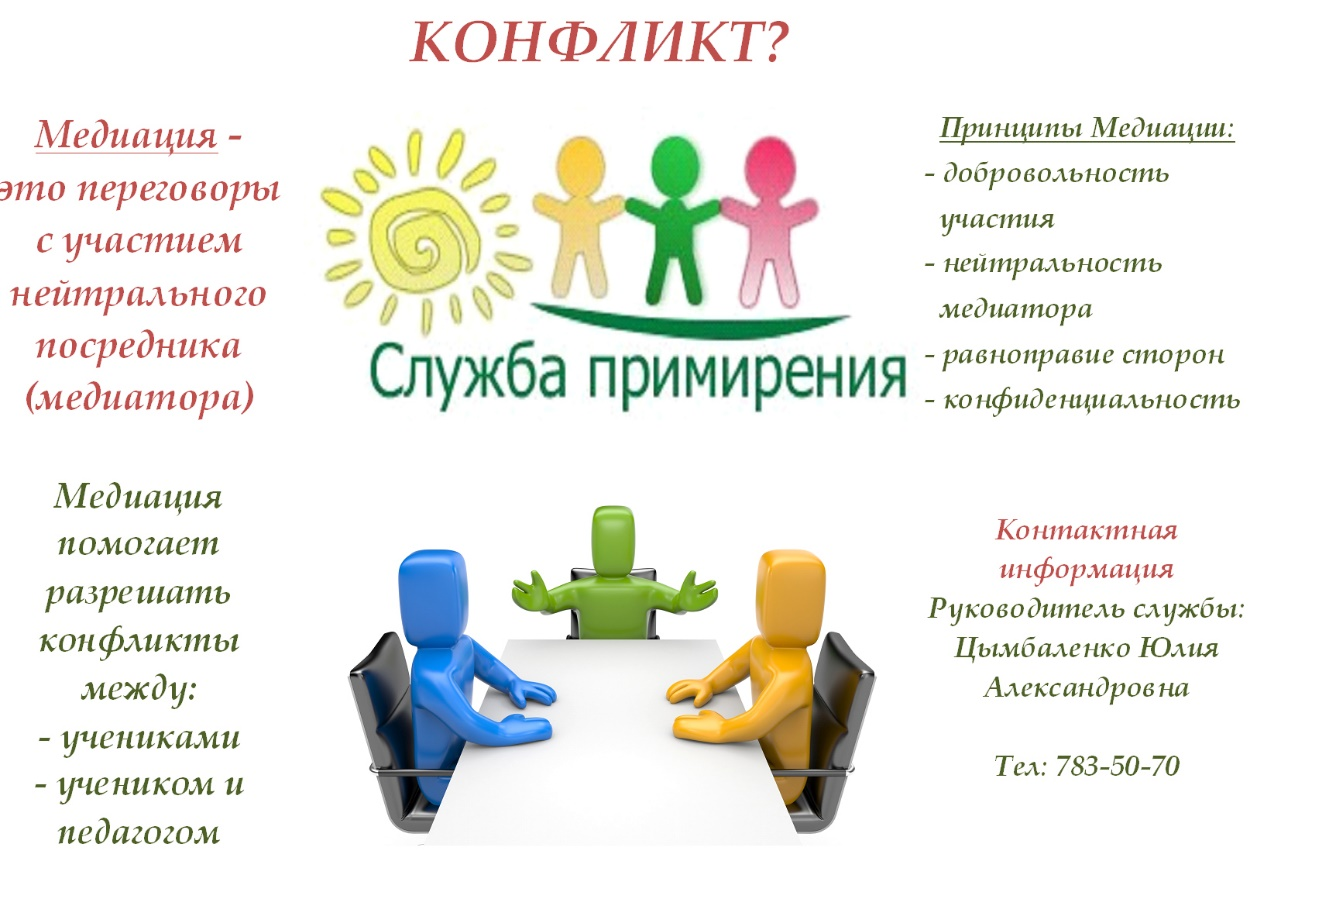 КОНФЛИКТ?
Медиация -
это переговоры
с участием
нейтрального
посредника
(медиатора)
Служба примирения
Принципы Медиации:
- добровольность
участия
- нейтральность
медиатора
- равноправие сторон
- конфиденциальность
Медиация
помогает
разрешать
конфликты
между:
- учениками
- учеником и
педагогом
Контактная
информация
Руководитель службы:
Цымбаленко Юлия
Александровна
Тел: 783-50-70